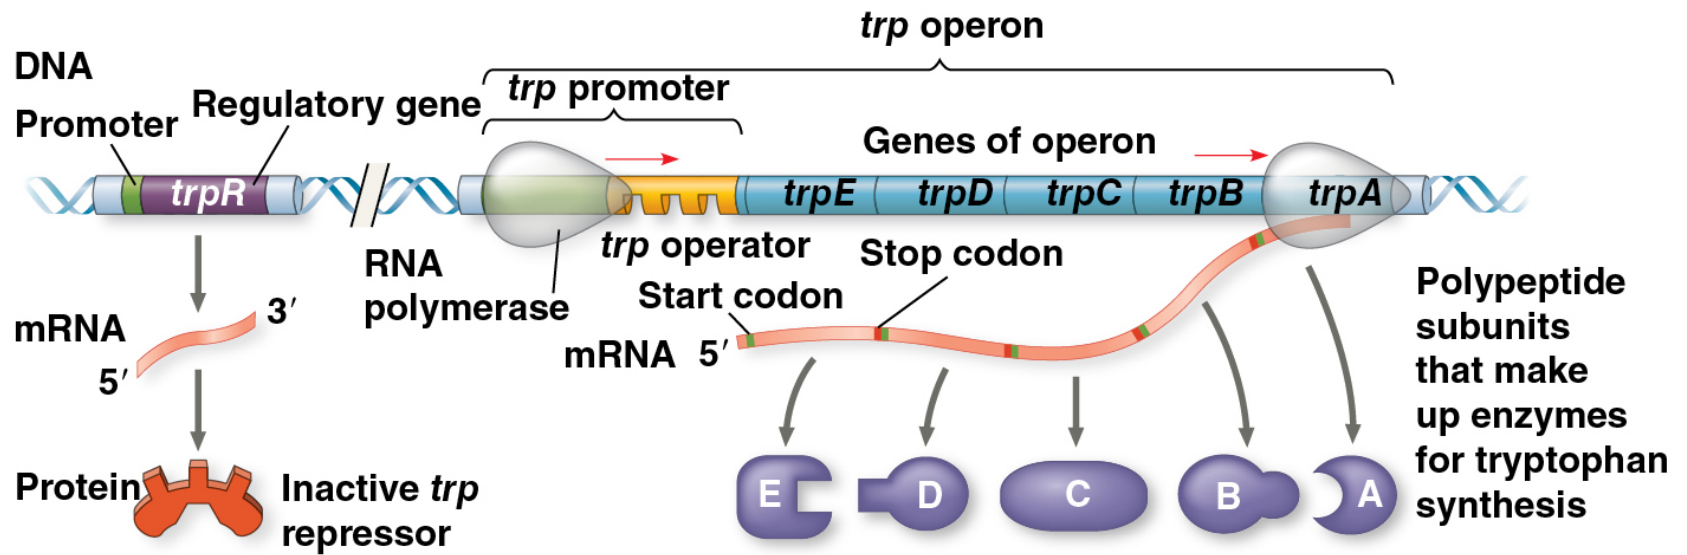 trp operon
DNA
trp promoter
Regulatory gene
Promoter
Genes of operon
trpR
trpE
trpD
trpC
trpB
trpA
trp operator
Stop codon
RNA
polymerase
Start codon
Polypeptide
subunits
that make
up enzymes
for tryptophan
synthesis
mRNA
3′
5′
mRNA 5′
Protein
Inactive trp
repressor
E
D
C
B
A